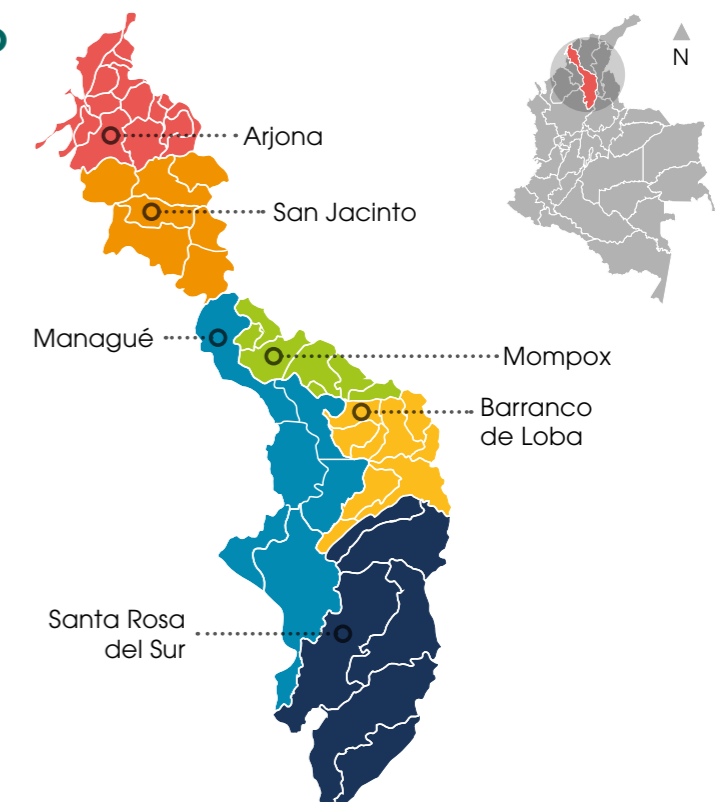 N
Arjona
San Jacinto
Managué
Mompox
Barranco
de Loba
Santa Rosa
del Sur